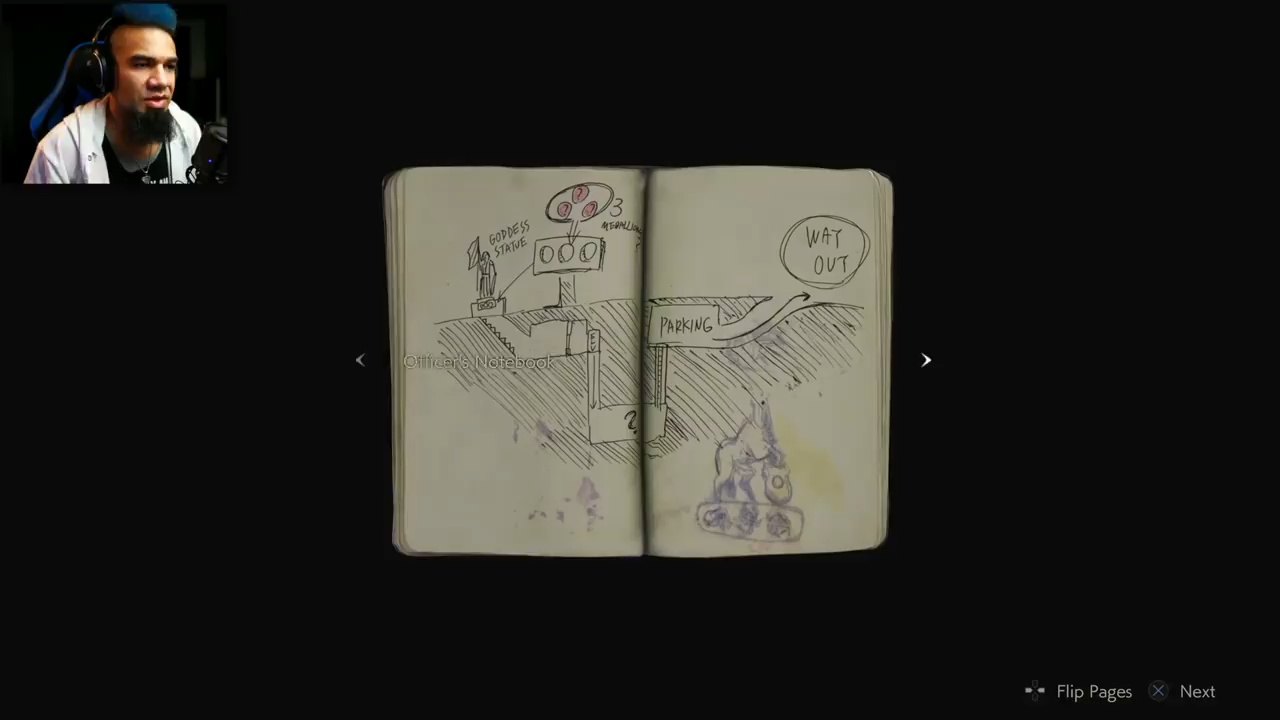 3
MEDALLIONS
?
GODDESS
STATUE
? ? ?
WAY
OUT
PARKING
Officer's Notebook
?
Flip Pages
Next